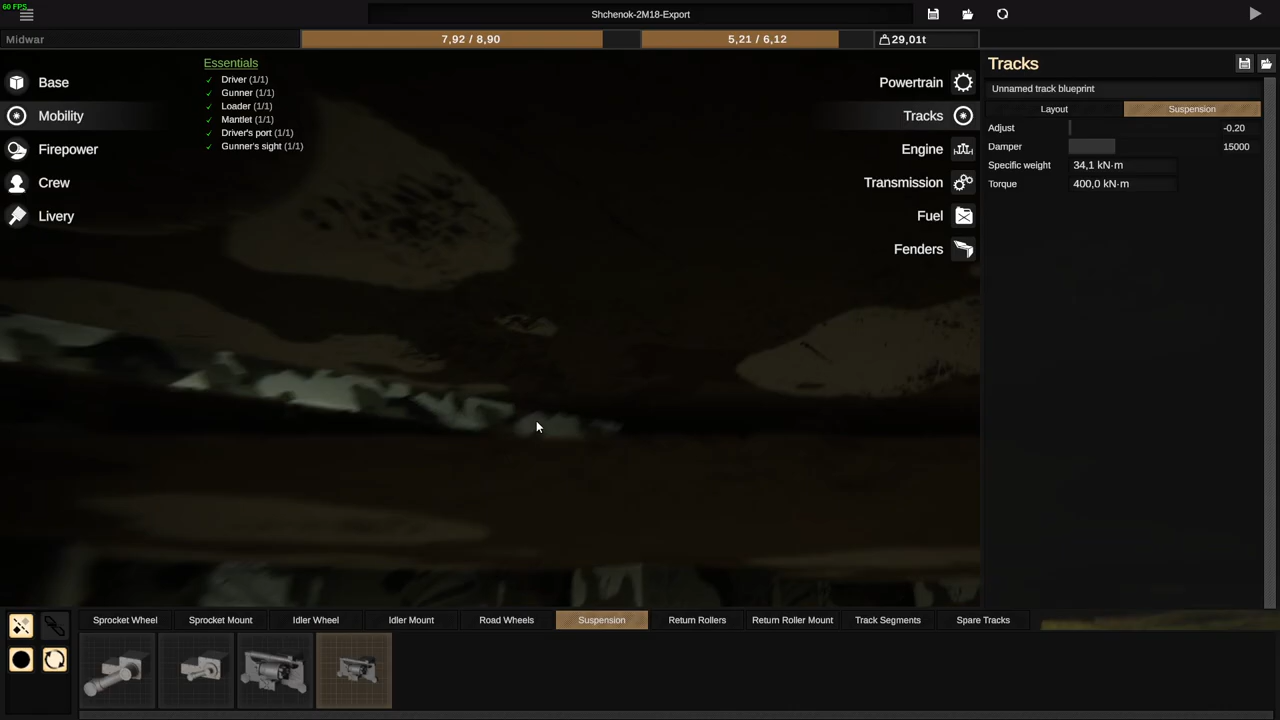 60 FPS
Shchenok-2M18-Export
Midwar
7,92 / 8,90
5,21 / 6,12
29,01t
Base
Mobility
Firepower
Crew
Livery
Essentials
✓ Driver (1/1)
✓ Gunner (1/1)
✓ Loader (1/1)
✓ Mantlet (1/1)
✓ Driver's port (1/1)
✓ Gunner's sight (1/1)
Powertrain
Tracks
Engine
Transmission
Fuel
Fenders
Tracks
Unnamed track blueprint
Layout Suspension
Adjust -0,20
Damper 15000
Specific weight 34,1 kN·m
Torque 400,0 kN·m
Sprocket Wheel Sprocket Mount Idler Wheel Idler Mount Road Wheels Suspension Return Rollers Return Roller Mount Track Segments Spare Tracks